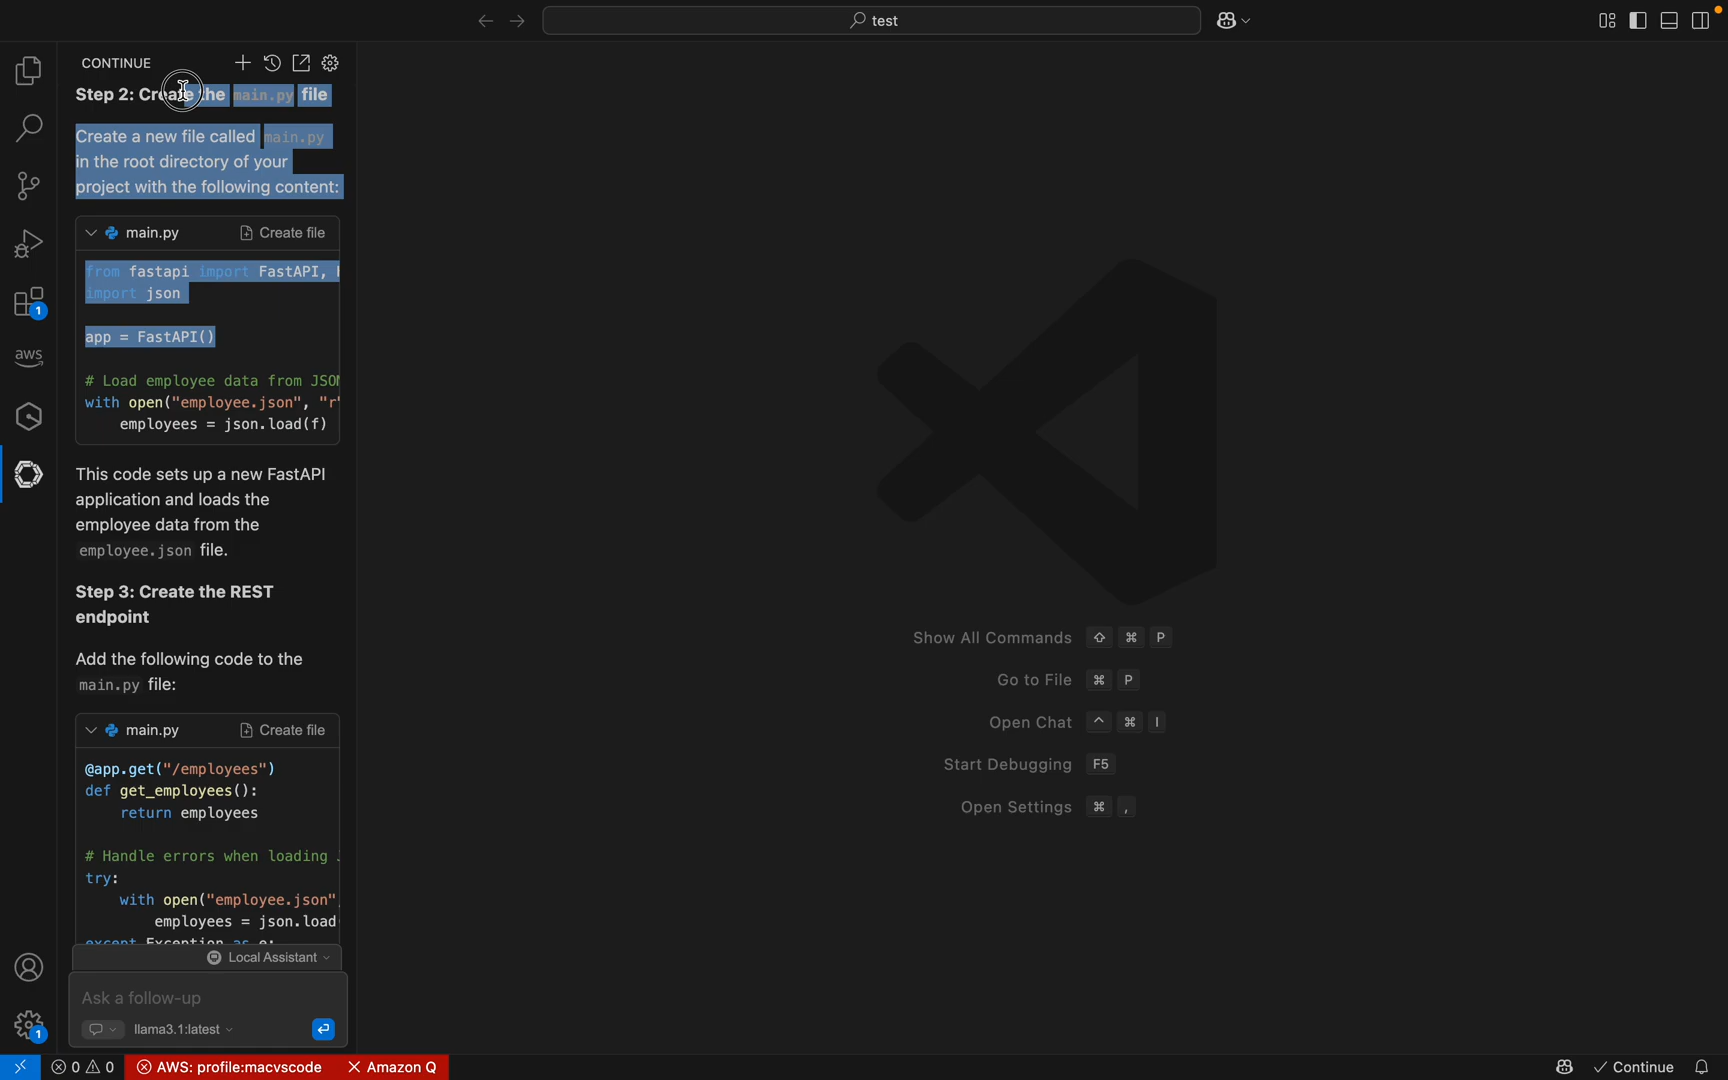 test
CONTINUE
Step 2: Create the main.py file
Create a new file called main.py
in the root directory of your
project with the following content:
main.py
Create file
from fastapi import FastAPI,
import json
app = FastAPI()
# Load employee data from JSON
with open("employee.json", "r"
employees = json.load(f)
This code sets up a new FastAPI
application and loads the
employee data from the
employee.json file.
Step 3: Create the REST
endpoint
Add the following code to the
main.py file:
main.py
Create file
@app.get("/employees")
def get_employees():
return employees
# Handle errors when loading
try:
with open("employee.json",
employees = json.load(
except Exception as e:
Local Assistant
Ask a follow-up
llama3.1:latest
aws
1
1
Show All Commands ⇧ ⌘ P
Go to File ⌘ P
Open Chat ^ ⌘ I
Start Debugging F5
Open Settings ⌘ ,
0 0 AWS: profile:macvscode Amazon Q
Continue